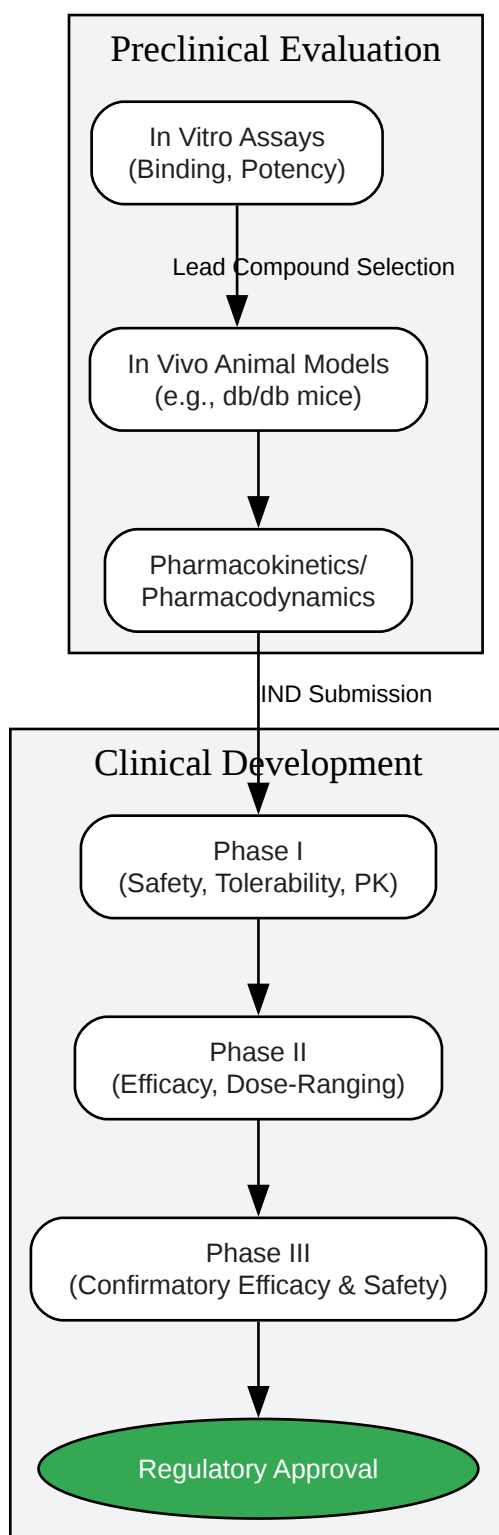 Preclinical Evaluation
In Vitro Assays
(Binding, Potency)
Lead Compound Selection
In Vivo Animal Models
(e.g., db/db mice)
Pharmacokinetics/
Pharmacodynamics
IND Submission
Clinical Development
Phase I
(Safety, Tolerability, PK)
Phase II
(Efficacy, Dose-Ranging)
Phase III
(Confirmatory Efficacy & Safety)
Regulatory Approval